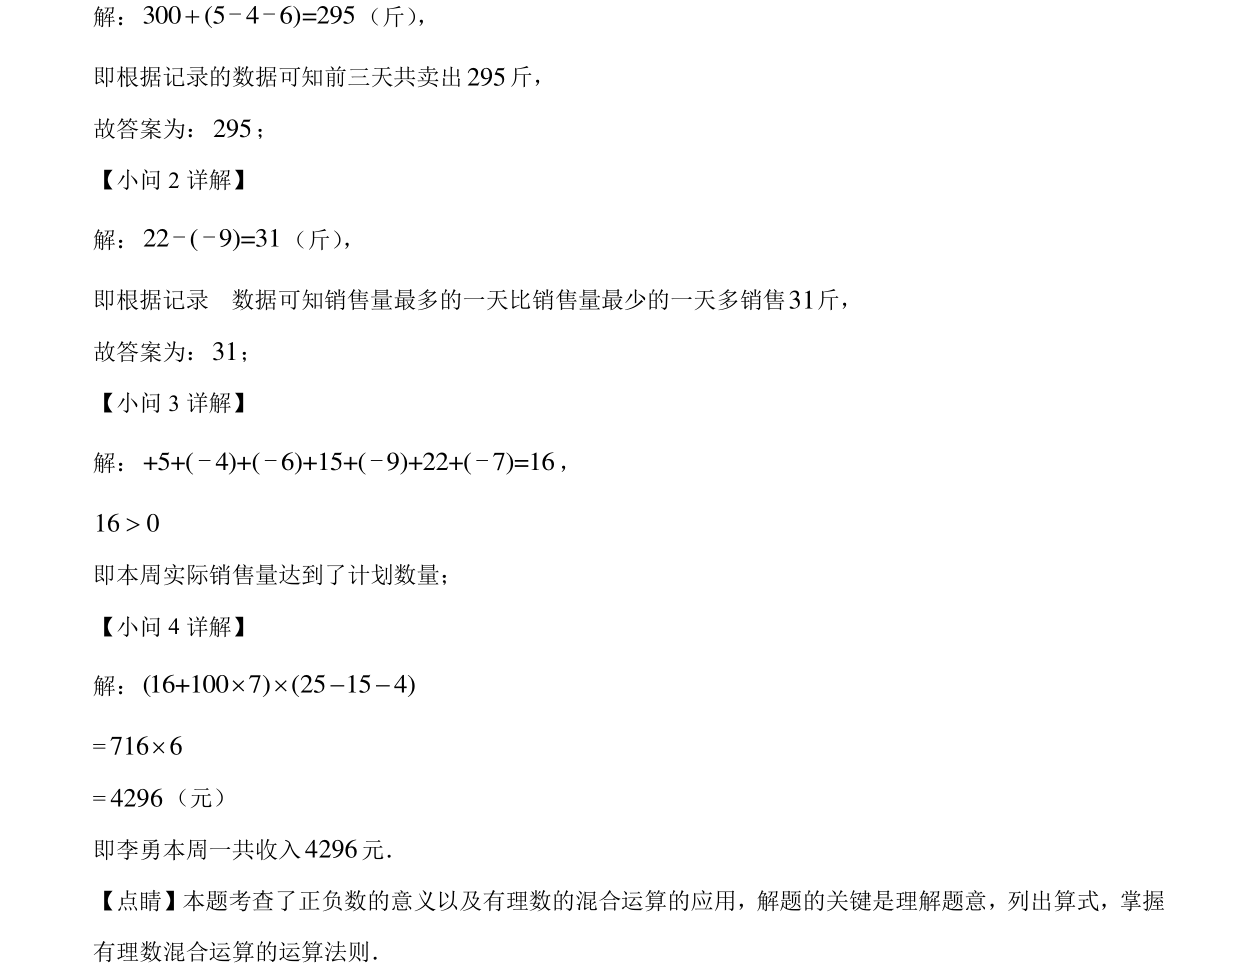 解：300+(5−4−6)=295（斤），
即根据记录的数据可知前三天共卖出295斤，
故答案为：295；
【小问 2 详解】
解：22−(−9)=31（斤），
即根据记录　数据可知销售量最多的一天比销售量最少的一天多销售31斤，
故答案为：31；
【小问 3 详解】
解：+5+(−4)+(−6)+15+(−9)+22+(−7)=16，
16＞0
即本周实际销售量达到了计划数量；
【小问 4 详解】
解：(16+100×7)×(25−15−4)
=716×6
=4296（元）
即李勇本周一共收入4296元．
【点睛】本题考查了正负数的意义以及有理数的混合运算的应用，解题的关键是理解题意，列出算式，掌握
有理数混合运算的运算法则．